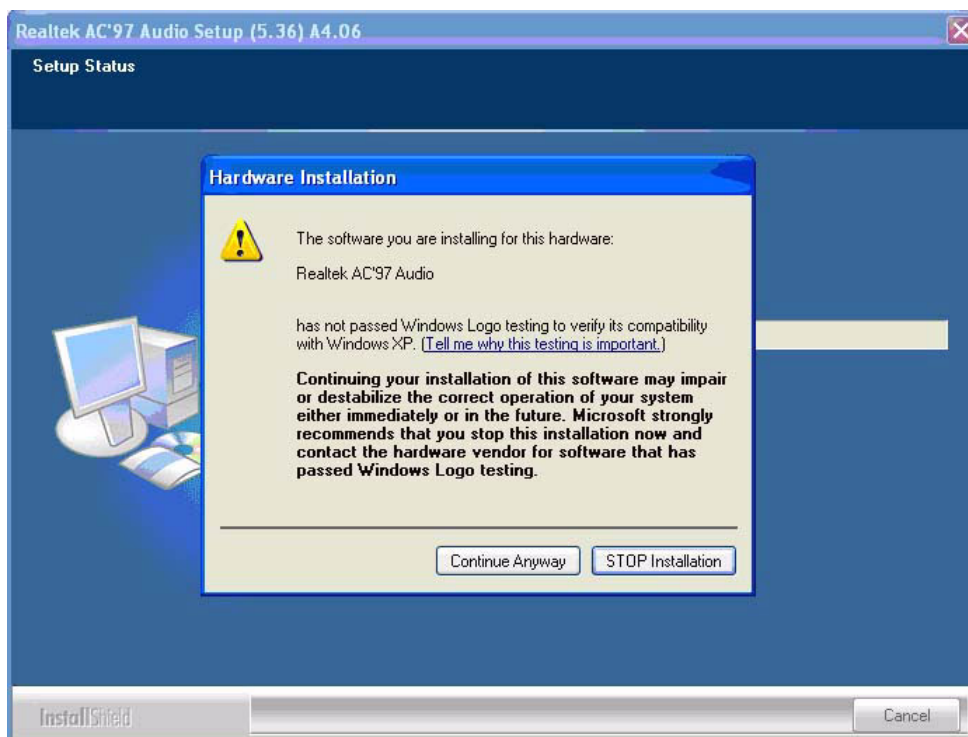 Realtek AC'97 Audio Setup (5.36) A4.06
Setup Status
Hardware Installation
The software you are installing for this hardware:
Realtek AC'97 Audio
has not passed Windows Logo testing to verify its compatibility
with Windows XP. (Tell me why this testing is important.)
Continuing your installation of this software may impair
or destabilize the correct operation of your system
either immediately or in the future. Microsoft strongly
recommends that you stop this installation now and
contact the hardware vendor for software that has
passed Windows Logo testing.
Continue Anyway
STOP Installation
InstallShield
Cancel